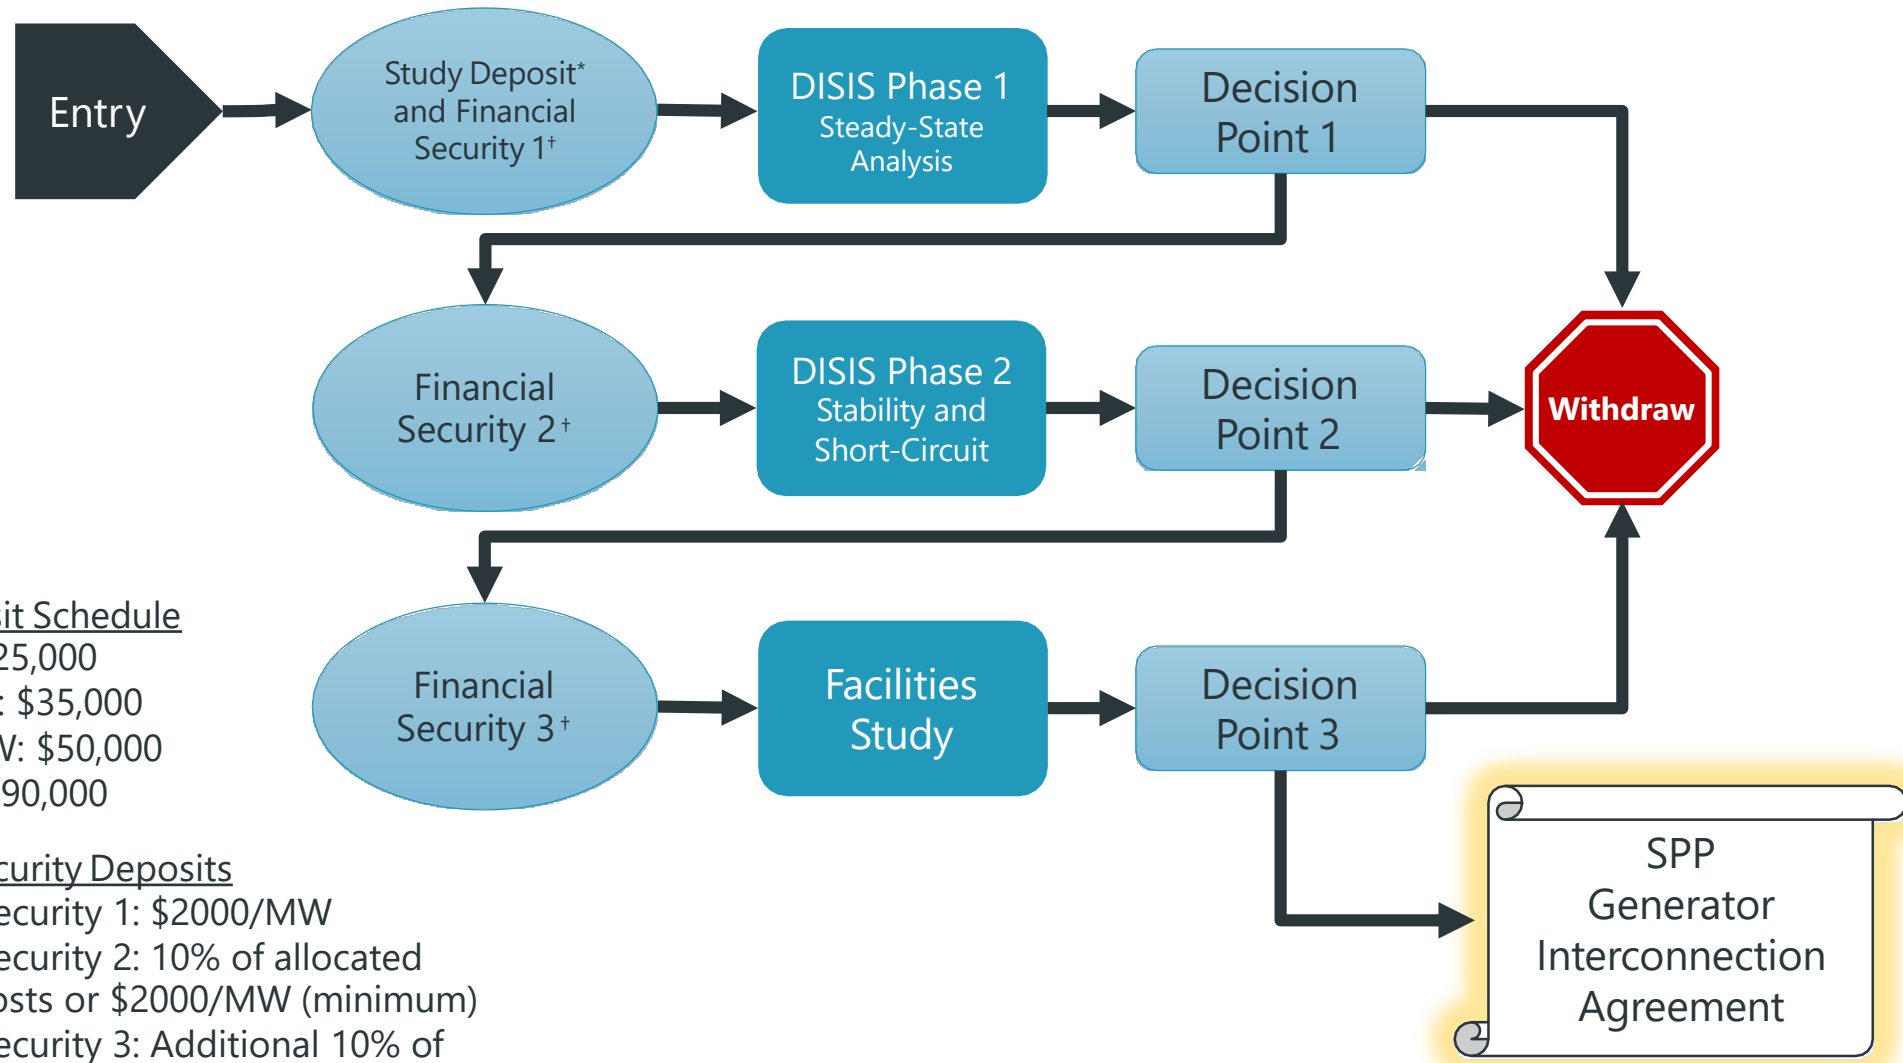 Entry
Study Deposit*
and Financial
Security 1†
DISIS Phase 1
Steady-State
Analysis
Decision
Point 1
Financial
Security 2†
DISIS Phase 2
Stability and
Short-Circuit
Decision
Point 2
Withdraw
Financial
Security 3†
Facilities
Study
Decision
Point 3
SPP
Generator
Interconnection
Agreement
Schedule
25,000
: $35,000
: $50,000
90,000
Deposits
1: $2000/MW
2: 10% of allocated
or $2000/MW (minimum)
3: Additional 10% of